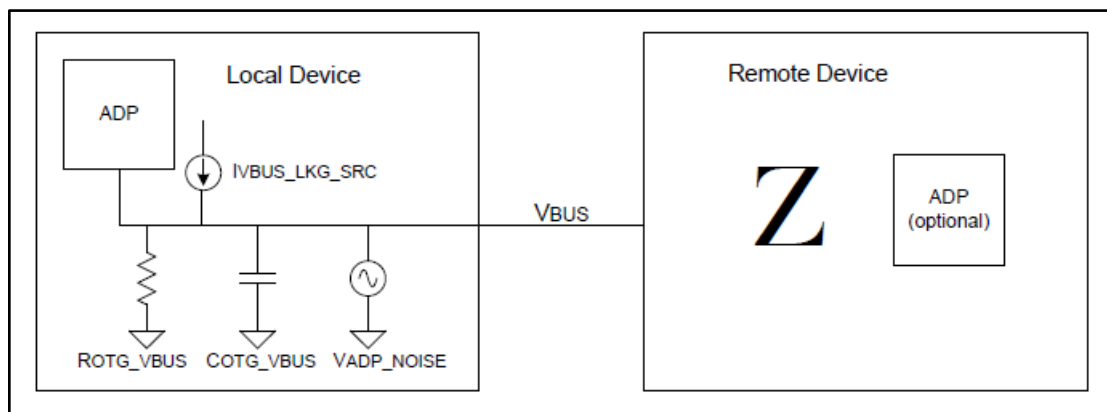 Local Device
ADP
IVBUS_LKG_SRC
ROTG_VBUS COTG_VBUS VADP_NOISE
VBUS
Remote Device
Z
ADP
(optional)